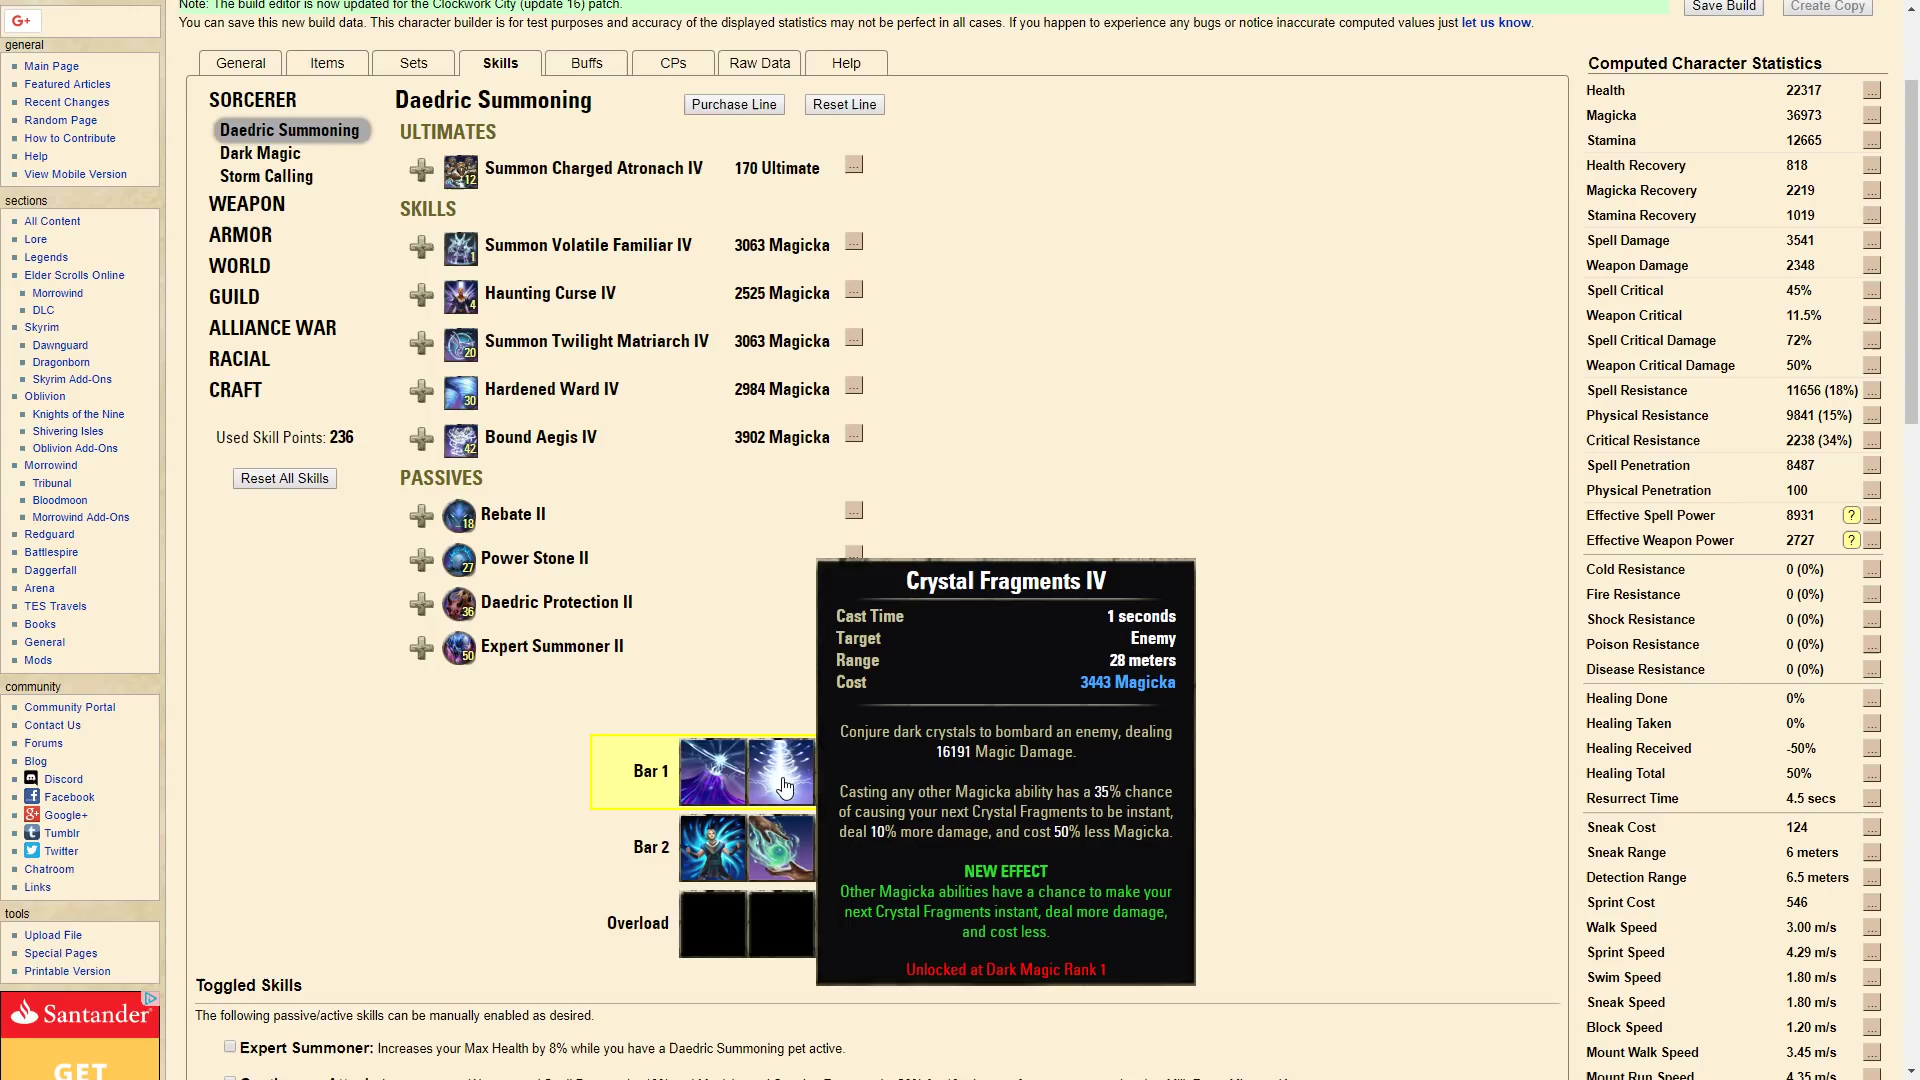 Note: The build editor is now updated for the Clockwork City (update 16) patch.
You can save this new build data. This character builder is for test purposes and accuracy of the displayed statistics may not be perfect in all cases. If you happen to experience any bugs or notice inaccurate computed values just let us know.
Save Build
Create Copy
G+
general
Main Page
Featured Articles
Recent Changes
Random Page
How to Contribute
Help
View Mobile Version
sections
All Content
Lore
Legends
Elder Scrolls Online
Morrowind
DLC
Skyrim
Dawnguard
Dragonborn
Skyrim Add-Ons
Oblivion
Knights of the Nine
Shivering Isles
Oblivion Add-Ons
Morrowind
Tribunal
Bloodmoon
Morrowind Add-Ons
Redguard
Battlespire
Daggerfall
Arena
TES Travels
Books
General
Mods
community
Community Portal
Contact Us
Forums
Blog
Discord
Facebook
Google+
Tumblr
Twitter
Chatroom
Links
tools
Upload File
Special Pages
Printable Version
Santander
GET
General
Items
Sets
Skills
Buffs
CPs
Raw Data
Help
SORCERER
Daedric Summoning
Dark Magic
Storm Calling
WEAPON
ARMOR
WORLD
GUILD
ALLIANCE WAR
RACIAL
CRAFT
Used Skill Points: 236
Reset All Skills
Daedric Summoning
Purchase Line
Reset Line
ULTIMATES
12 Summon Charged Atronach IV 170 Ultimate ...
SKILLS
1 Summon Volatile Familiar IV 3063 Magicka ...
4 Haunting Curse IV 2525 Magicka ...
20 Summon Twilight Matriarch IV 3063 Magicka ...
30 Hardened Ward IV 2984 Magicka ...
42 Bound Aegis IV 3902 Magicka ...
PASSIVES
18 Rebate II ...
27 Power Stone II ...
36 Daedric Protection II
50 Expert Summoner II
Bar 1
Bar 2
Overload
Crystal Fragments IV
Cast Time 1 seconds
Target Enemy
Range 28 meters
Cost 3443 Magicka
Conjure dark crystals to bombard an enemy, dealing
16191 Magic Damage.
Casting any other Magicka ability has a 35% chance
of causing your next Crystal Fragments to be instant,
deal 10% more damage, and cost 50% less Magicka.
NEW EFFECT
Other Magicka abilities have a chance to make your
next Crystal Fragments instant, deal more damage,
and cost less.
Unlocked at Dark Magic Rank 1
Toggled Skills
The following passive/active skills can be manually enabled as desired.
Expert Summoner: Increases your Max Health by 8% while you have a Daedric Summoning pet active.
Computed Character Statistics
Health 22317 ...
Magicka 36973 ...
Stamina 12665 ...
Health Recovery 818 ...
Magicka Recovery 2219 ...
Stamina Recovery 1019 ...
Spell Damage 3541 ...
Weapon Damage 2348 ...
Spell Critical 45% ...
Weapon Critical 11.5% ...
Spell Critical Damage 72% ...
Weapon Critical Damage 50% ...
Spell Resistance 11656 (18%) ...
Physical Resistance 9841 (15%) ...
Critical Resistance 2238 (34%) ...
Spell Penetration 8487 ...
Physical Penetration 100 ...
Effective Spell Power 8931 ? ...
Effective Weapon Power 2727 ? ...
Cold Resistance 0 (0%) ...
Fire Resistance 0 (0%) ...
Shock Resistance 0 (0%) ...
Poison Resistance 0 (0%) ...
Disease Resistance 0 (0%) ...
Healing Done 0% ...
Healing Taken 0% ...
Healing Received -50% ...
Healing Total 50% ...
Resurrect Time 4.5 secs ...
Sneak Cost 124 ...
Sneak Range 6 meters ...
Detection Range 6.5 meters ...
Sprint Cost 546 ...
Walk Speed 3.00 m/s ...
Sprint Speed 4.29 m/s ...
Swim Speed 1.80 m/s ...
Sneak Speed 1.80 m/s ...
Block Speed 1.20 m/s ...
Mount Walk Speed 3.45 m/s ...
Mount Run Speed 4.35 m/s